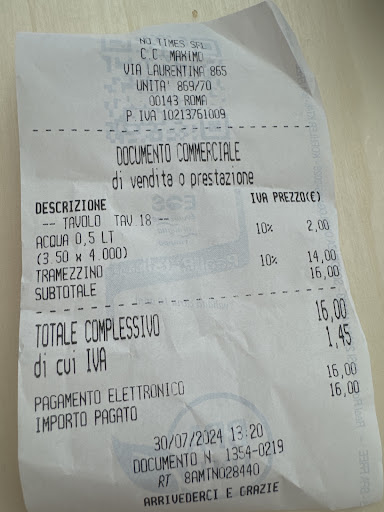 NO TIMES SRL
C.C. MAXIMO
VIA LAURENTINA 865
UNITA' 869/70
00143 ROMA
P.IVA 10213761009
DOCUMENTO COMMERCIALE
di vendita o prestazione
DESCRIZIONE IVA PREZZO(€)
-- TAVOLO TAV 18 --
ACQUA 0,5 LT 10% 2,00
(3.50 x 4.000)
TRAMEZZINO 10% 14,00
SUBTOTALE 16,00
TOTALE COMPLESSIVO 16,00
di cui IVA 1,45
PAGAMENTO ELETTRONICO 16,00
IMPORTO PAGATO 16,00
30/07/2024 13:20
DOCUMENTO N. 1354-0219
RT 8AMTN028440
ARRIVEDERCI E GRAZIE